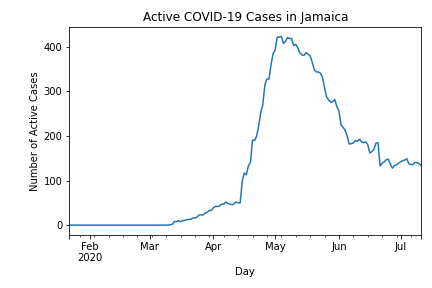 Active COVID-19 Cases in Jamaica
Number of Active Cases
400
300
200
100
0
Feb
2020
Mar
Apr
May
Jun
Jul
Day